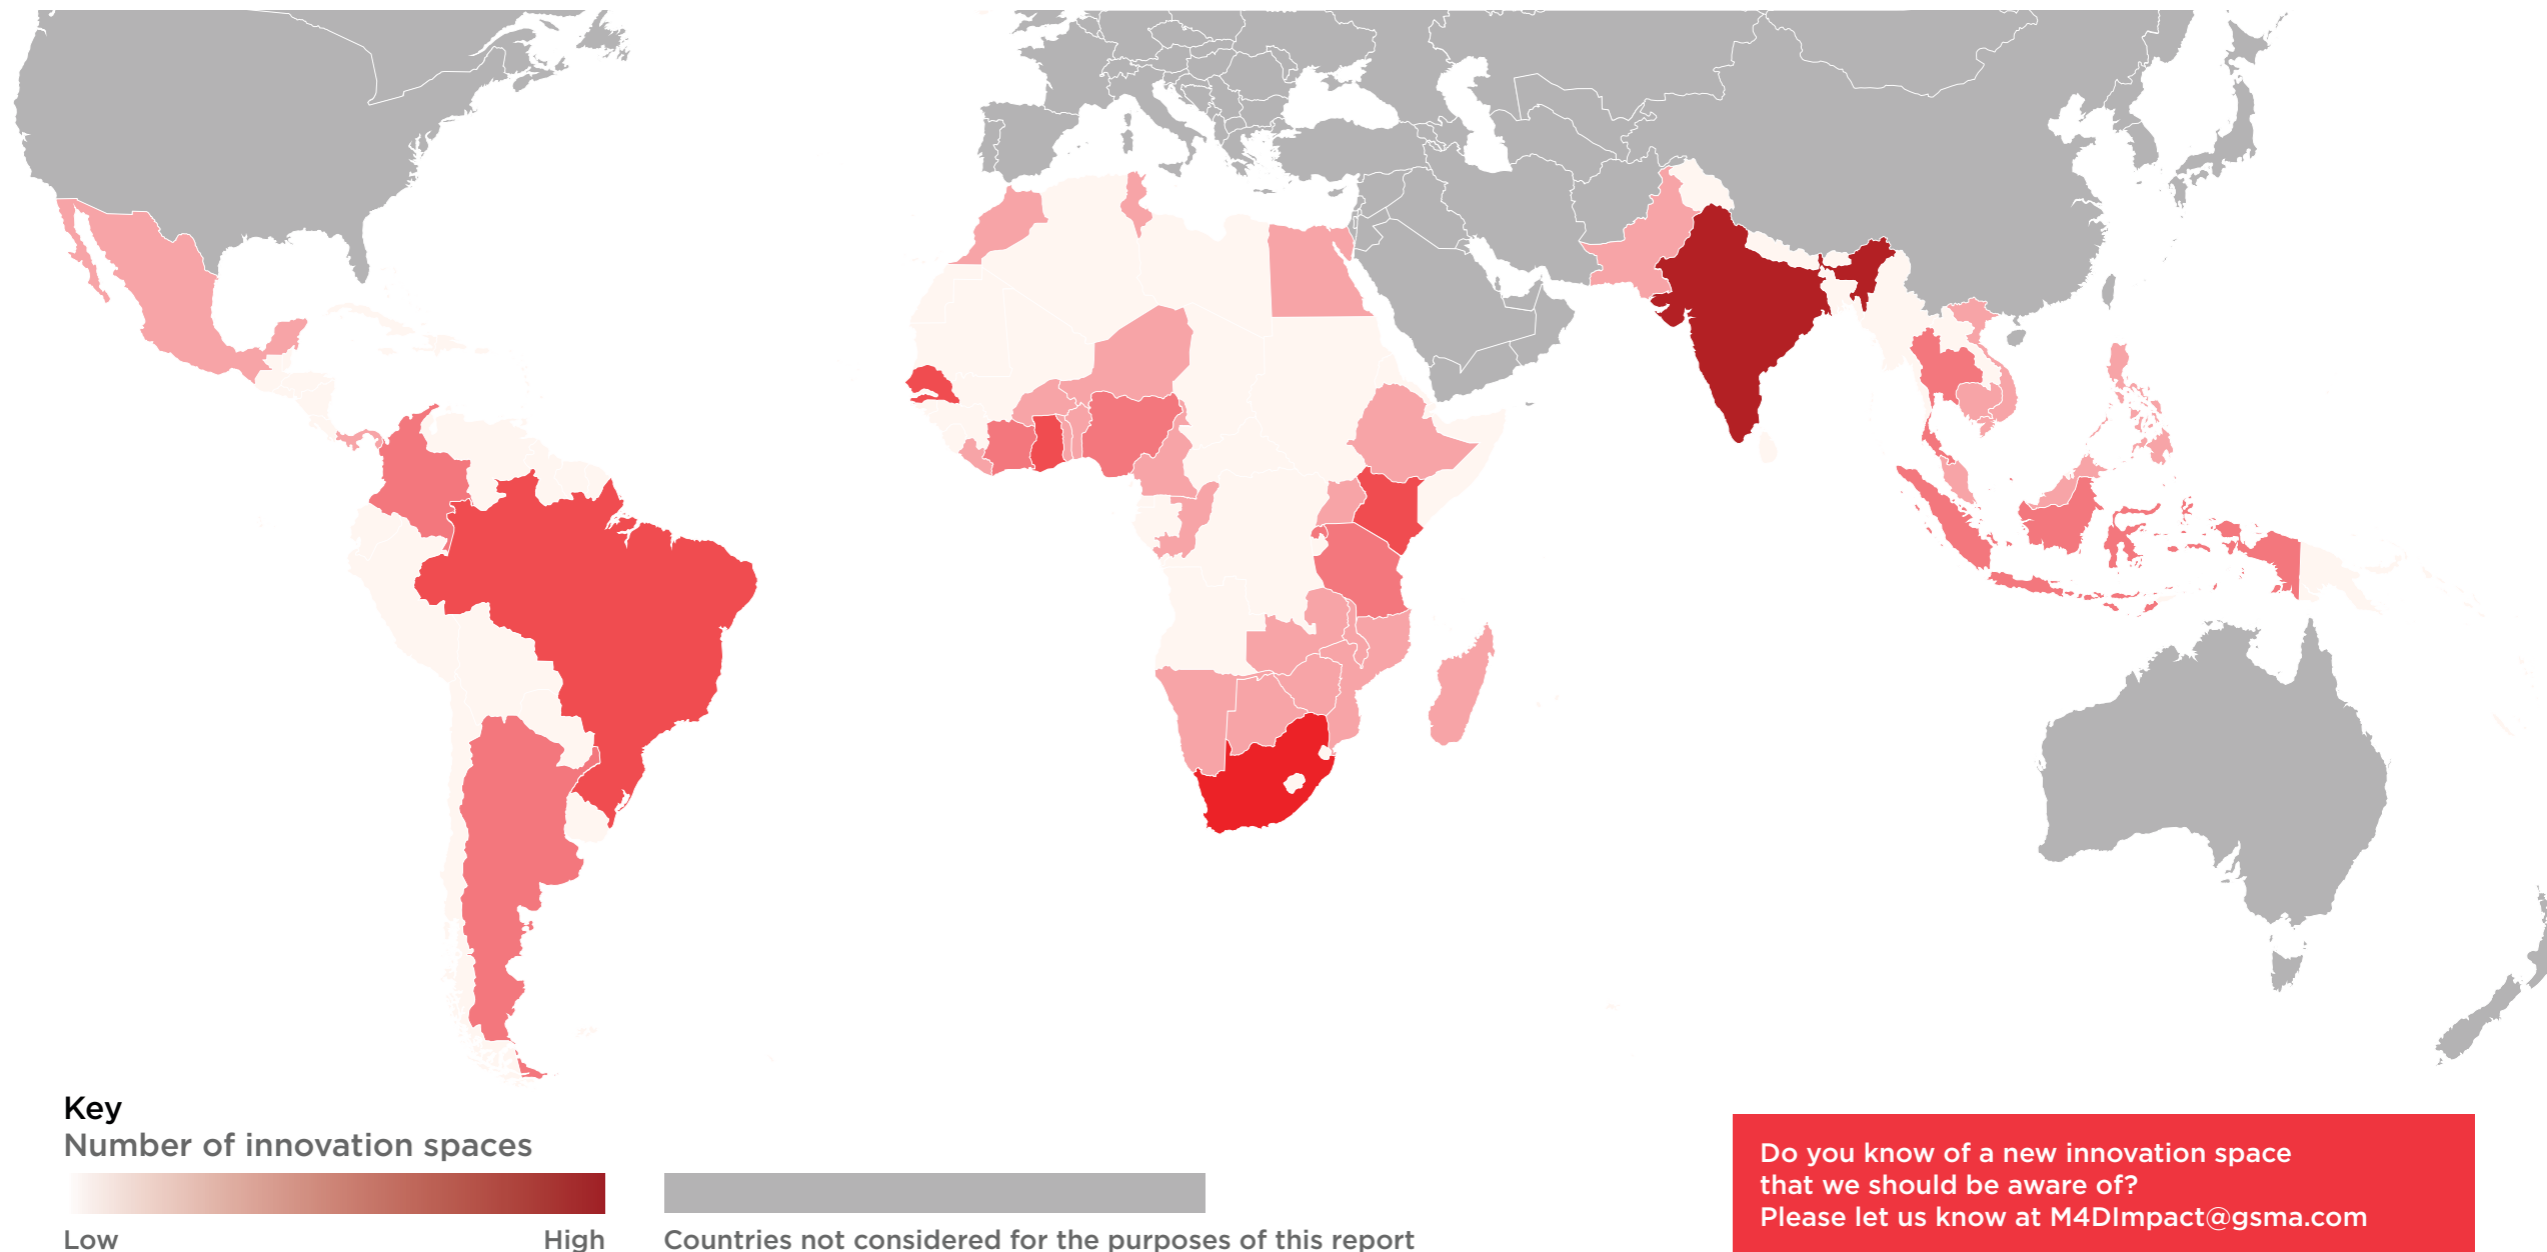 Key
Number of innovation spaces
Low
High
Countries not considered for the purposes of this report
Do you know of a new innovation space
that we should be aware of?
Please let us know at M4DImpact@gsma.com